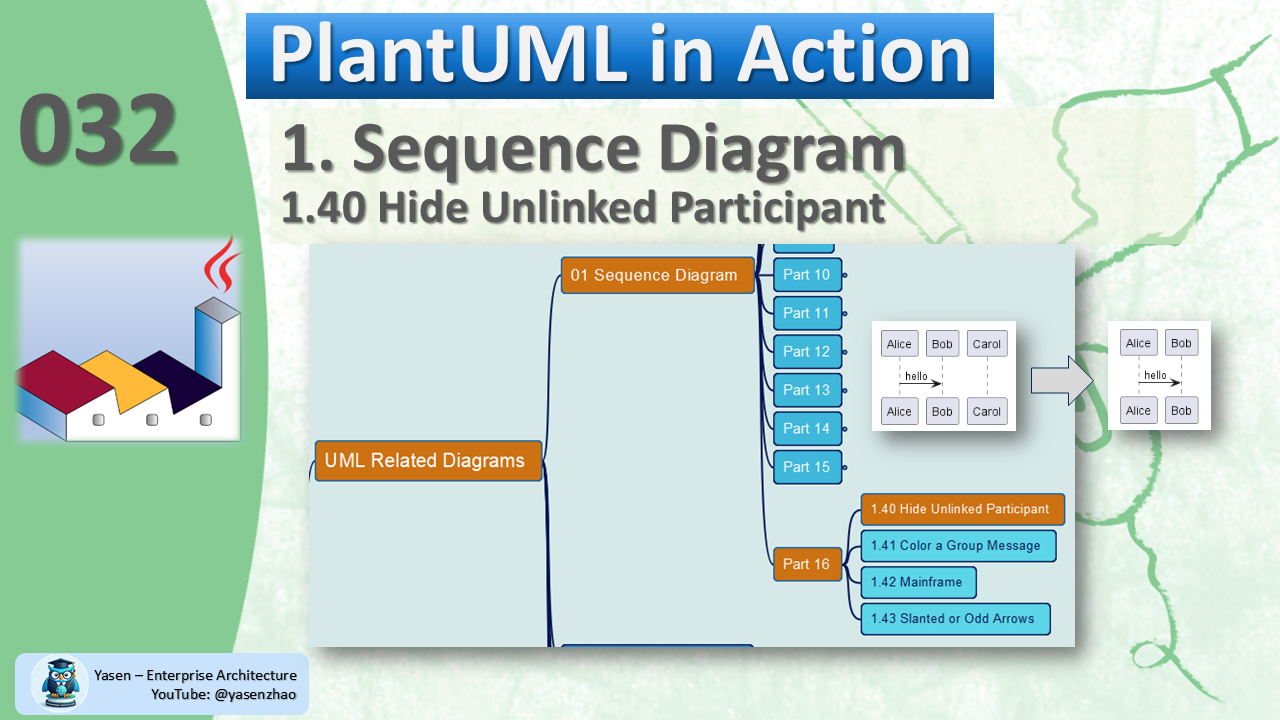 PlantUML in Action
032
1. Sequence Diagram
1.40 Hide Unlinked Participant
01 Sequence Diagram
Part 10
Part 11
Part 12
Part 13
Part 14
Part 15
Alice Bob Carol
hello
Alice Bob Carol
Alice Bob
hello
Alice Bob
UML Related Diagrams
Part 16
1.40 Hide Unlinked Participant
1.41 Color a Group Message
1.42 Mainframe
1.43 Slanted or Odd Arrows
Yasen – Enterprise Architecture
YouTube: @yasenzhao